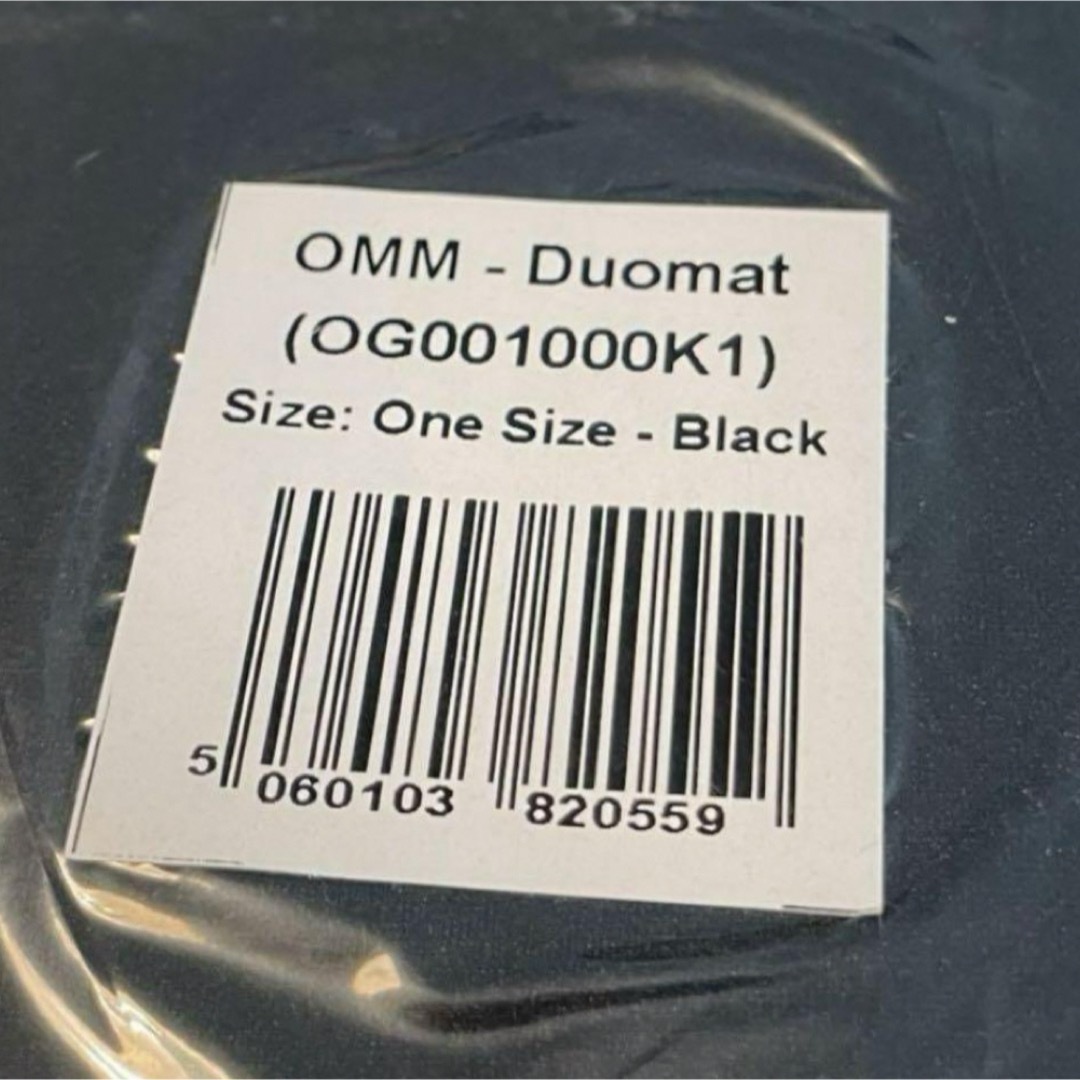 OMM - Duomat
(OG001000K1)
Size: One Size - Black
5 060103 820559